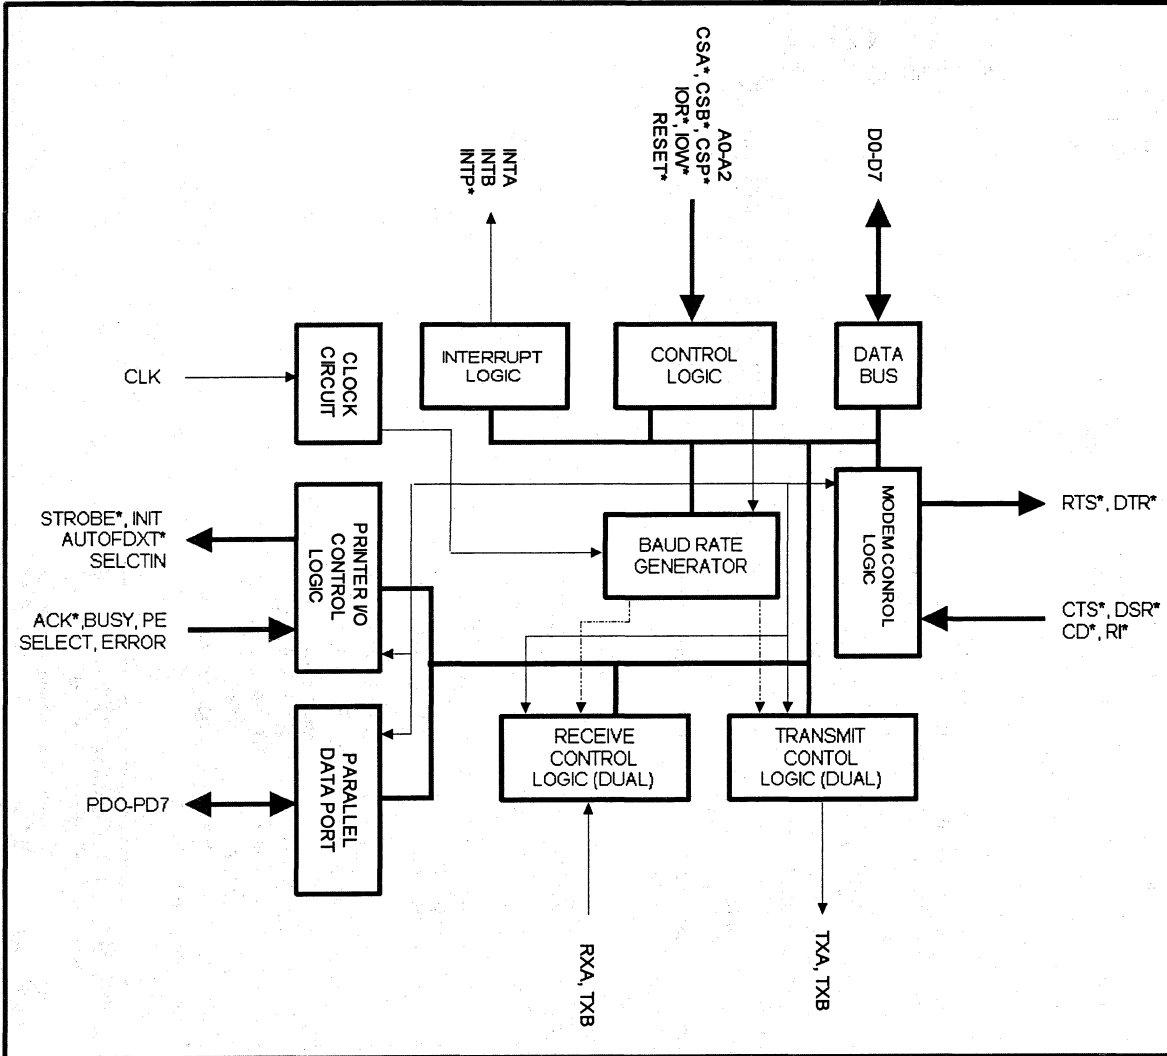 CSA*, CSB*, CSP*
IOR*, IOW*
RESET*
A0-A2
D0-D7
INTA
INTB
INTP*
CLK
CLOCK
CIRCUIT
INTERRUPT
LOGIC
CONTROL
LOGIC
DATA
BUS
STROBE*, INIT
AUTOFDXT*
SELCTIN
PRINTER I/O
CONTROL
LOGIC
BAUD RATE
GENERATOR
MODEM CONROL
LOGIC
RTS*, DTR*
ACK*,BUSY, PE
SELECT, ERROR
CTS*, DSR*
CD*, RI*
PD0-PD7
PARALLEL
DATA PORT
RECEIVE
CONTROL
LOGIC (DUAL)
TRANSMIT
CONTOL
LOGIC (DUAL)
RXA, TXB
TXA, TXB